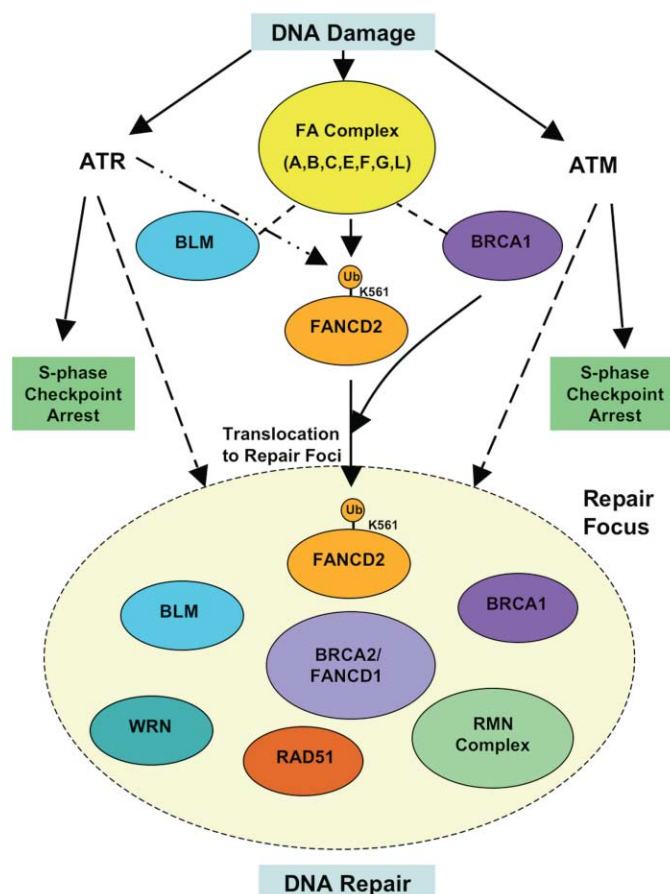 DNA Damage
FA Complex
(A,B,C,E,F,G,L)
ATR
ATM
BLM
BRCA1
Ub
K561
FANCD2
S-phase
Checkpoint
Arrest
S-phase
Checkpoint
Arrest
Translocation
to Repair Foci
Repair
Focus
Ub
K561
FANCD2
BLM
BRCA1
BRCA2/
FANCD1
WRN
RAD51
RMN
Complex
DNA Repair